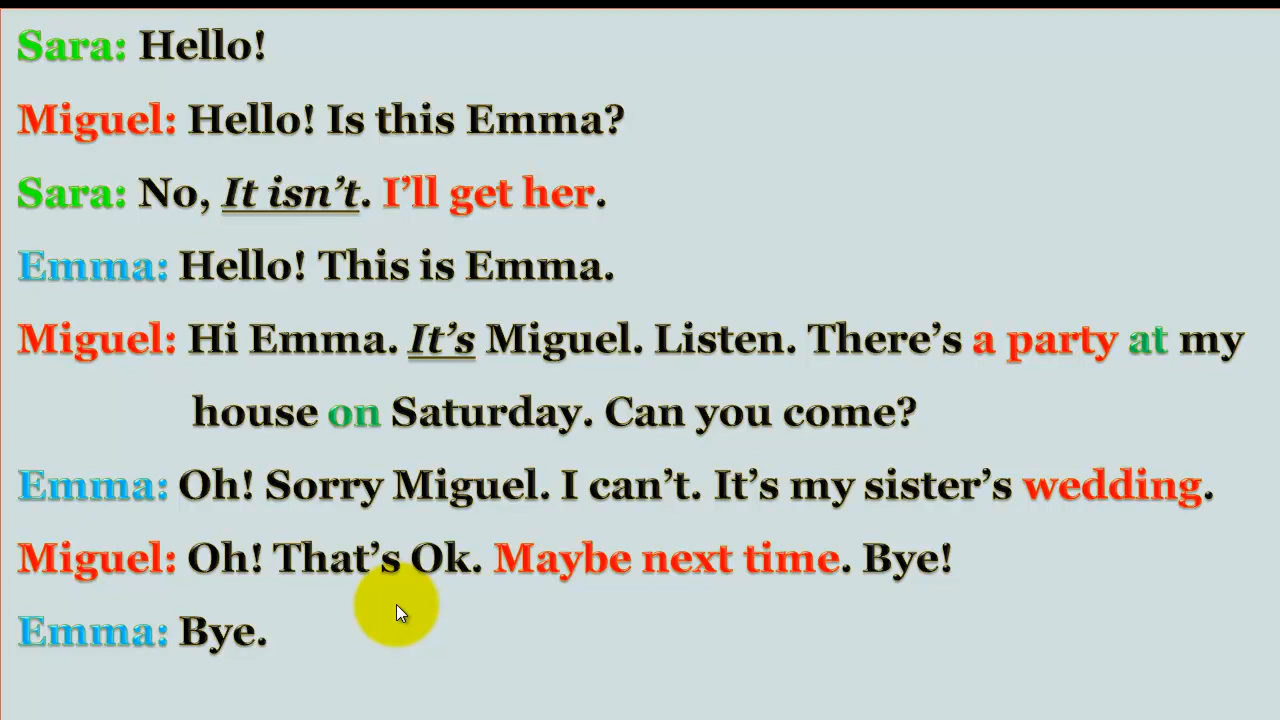 Sara: Hello!
Miguel: Hello! Is this Emma?
Sara: No, It isn’t. I’ll get her.
Emma: Hello! This is Emma.
Miguel: Hi Emma. It’s Miguel. Listen. There’s a party at my
house on Saturday. Can you come?
Emma: Oh! Sorry Miguel. I can’t. It’s my sister’s wedding.
Miguel: Oh! That’s Ok. Maybe next time. Bye!
Emma: Bye.